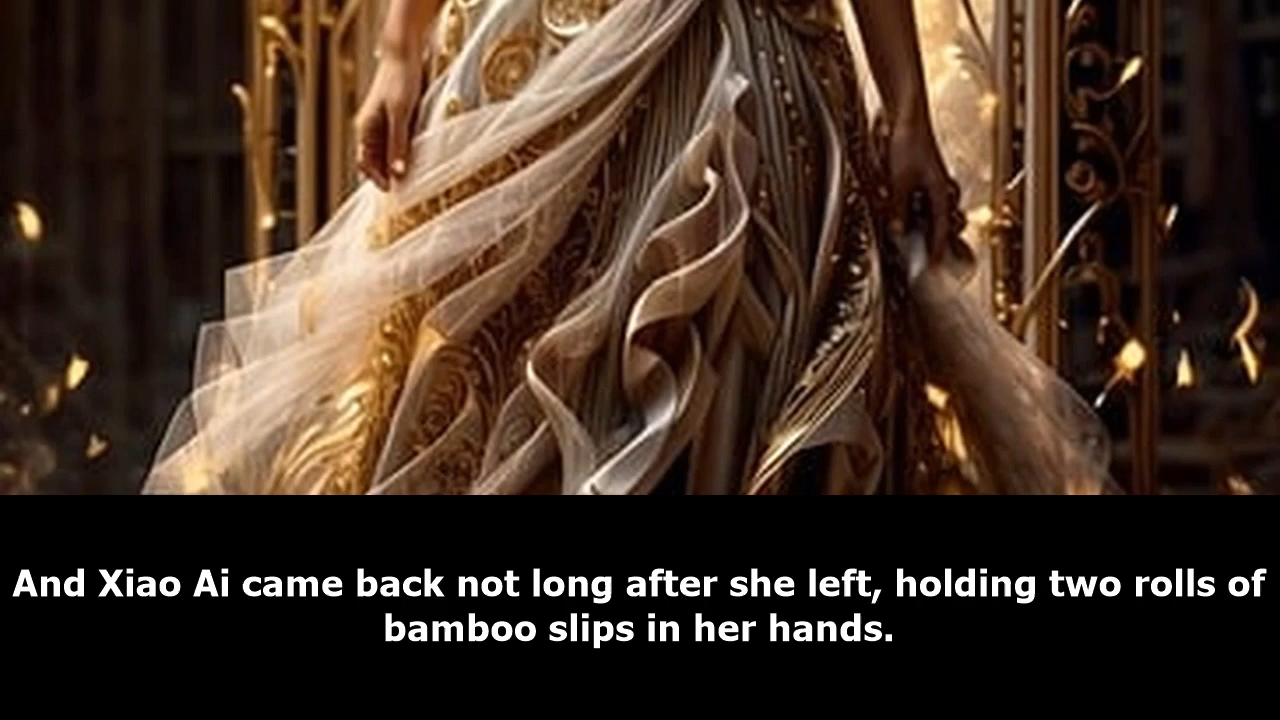 And Xiao Ai came back not long after she left, holding two rolls of
bamboo slips in her hands.